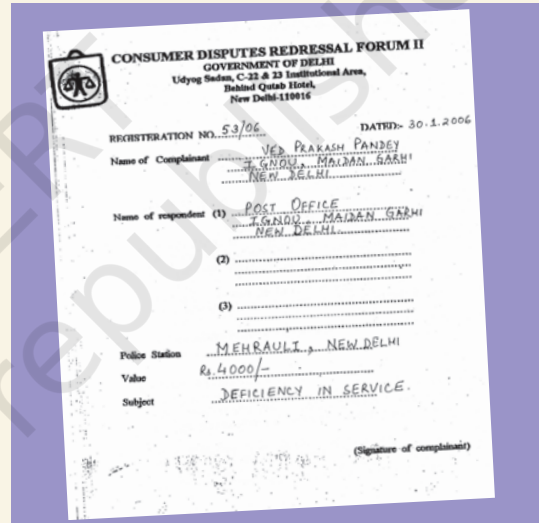 CONSUMER DISPUTES REDRESSAL FORUM II
GOVERNMENT OF DELHI
Udyog Sadan, C-22 & 23 Institutional Area,
Behind Qutab Hotel,
New Delhi-110016
REGISTERATION NO. 53/06 DATED:- 30.1.2006
Name of Complainant VED PRAKASH PANDEY
IGNOU, MAIDAN GARHI
NEW DELHI
Name of respondent (1) POST OFFICE
IGNOU MAIDAN GARHI
NEW DELHI.
(2)
(3)
Police Station MEHRAULI, NEW DELHI
Value Rs. 4000/-
Subject DEFICIENCY IN SERVICE.
(Signature of complainant)